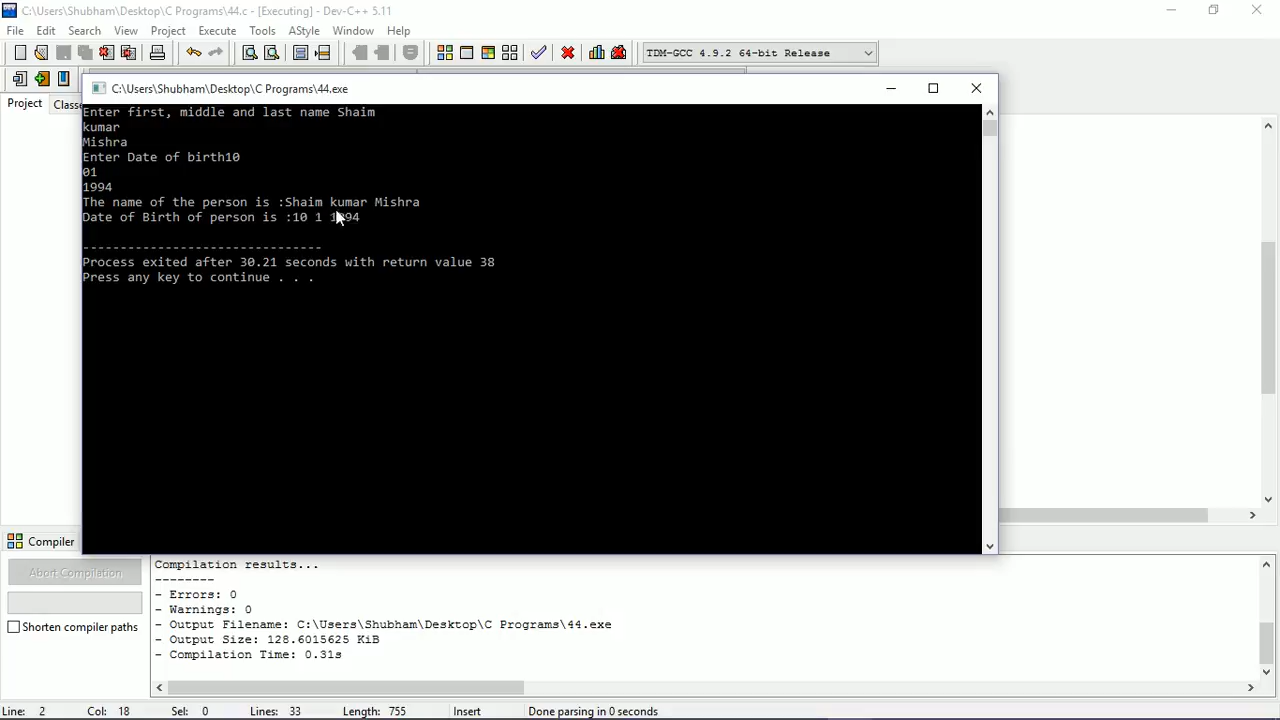 C:\Users\Shubham\Desktop\C Programs\44.c - [Executing] - Dev-C++ 5.11
File Edit Search View Project Execute Tools AStyle Window Help
TDM-GCC 4.9.2 64-bit Release
C:\Users\Shubham\Desktop\C Programs\44.exe
Project
Enter first, middle and last name Shaim
kumar
Mishra
Enter Date of birth10
01
1994
The name of the person is :Shaim kumar Mishra
Date of Birth of person is :10 1 1994
--------------------------------
Process exited after 30.21 seconds with return value 38
Press any key to continue . . .
Compiler
Abort Compilation
Shorten compiler paths
Compilation results...
--------
- Errors: 0
- Warnings: 0
- Output Filename: C:\Users\Shubham\Desktop\C Programs\44.exe
- Output Size: 128.6015625 KiB
- Compilation Time: 0.31s
Line: 2 Col: 18 Sel: 0 Lines: 33 Length: 755 Insert Done parsing in 0 seconds